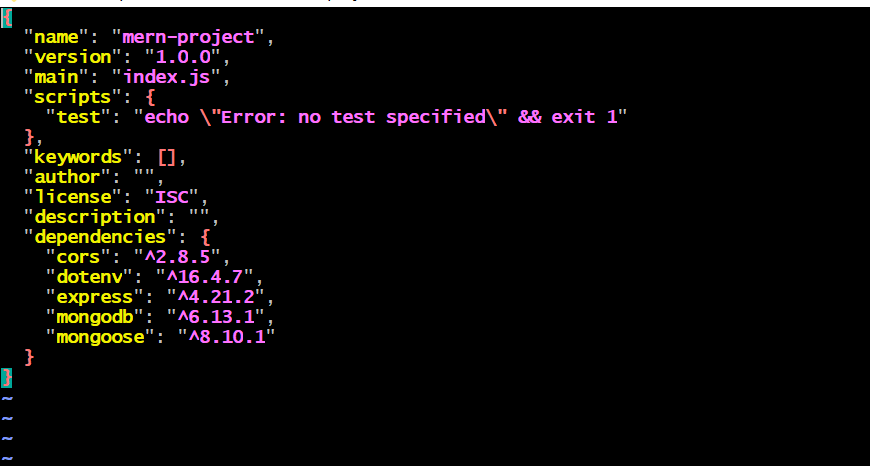 {
  "name": "mern-project",
  "version": "1.0.0",
  "main": "index.js",
  "scripts": {
    "test": "echo \"Error: no test specified\" && exit 1"
  },
  "keywords": [],
  "author": "",
  "license": "ISC",
  "description": "",
  "dependencies": {
    "cors": "^2.8.5",
    "dotenv": "^16.4.7",
    "express": "^4.21.2",
    "mongodb": "^6.13.1",
    "mongoose": "^8.10.1"
  }
}
~
~
~
~